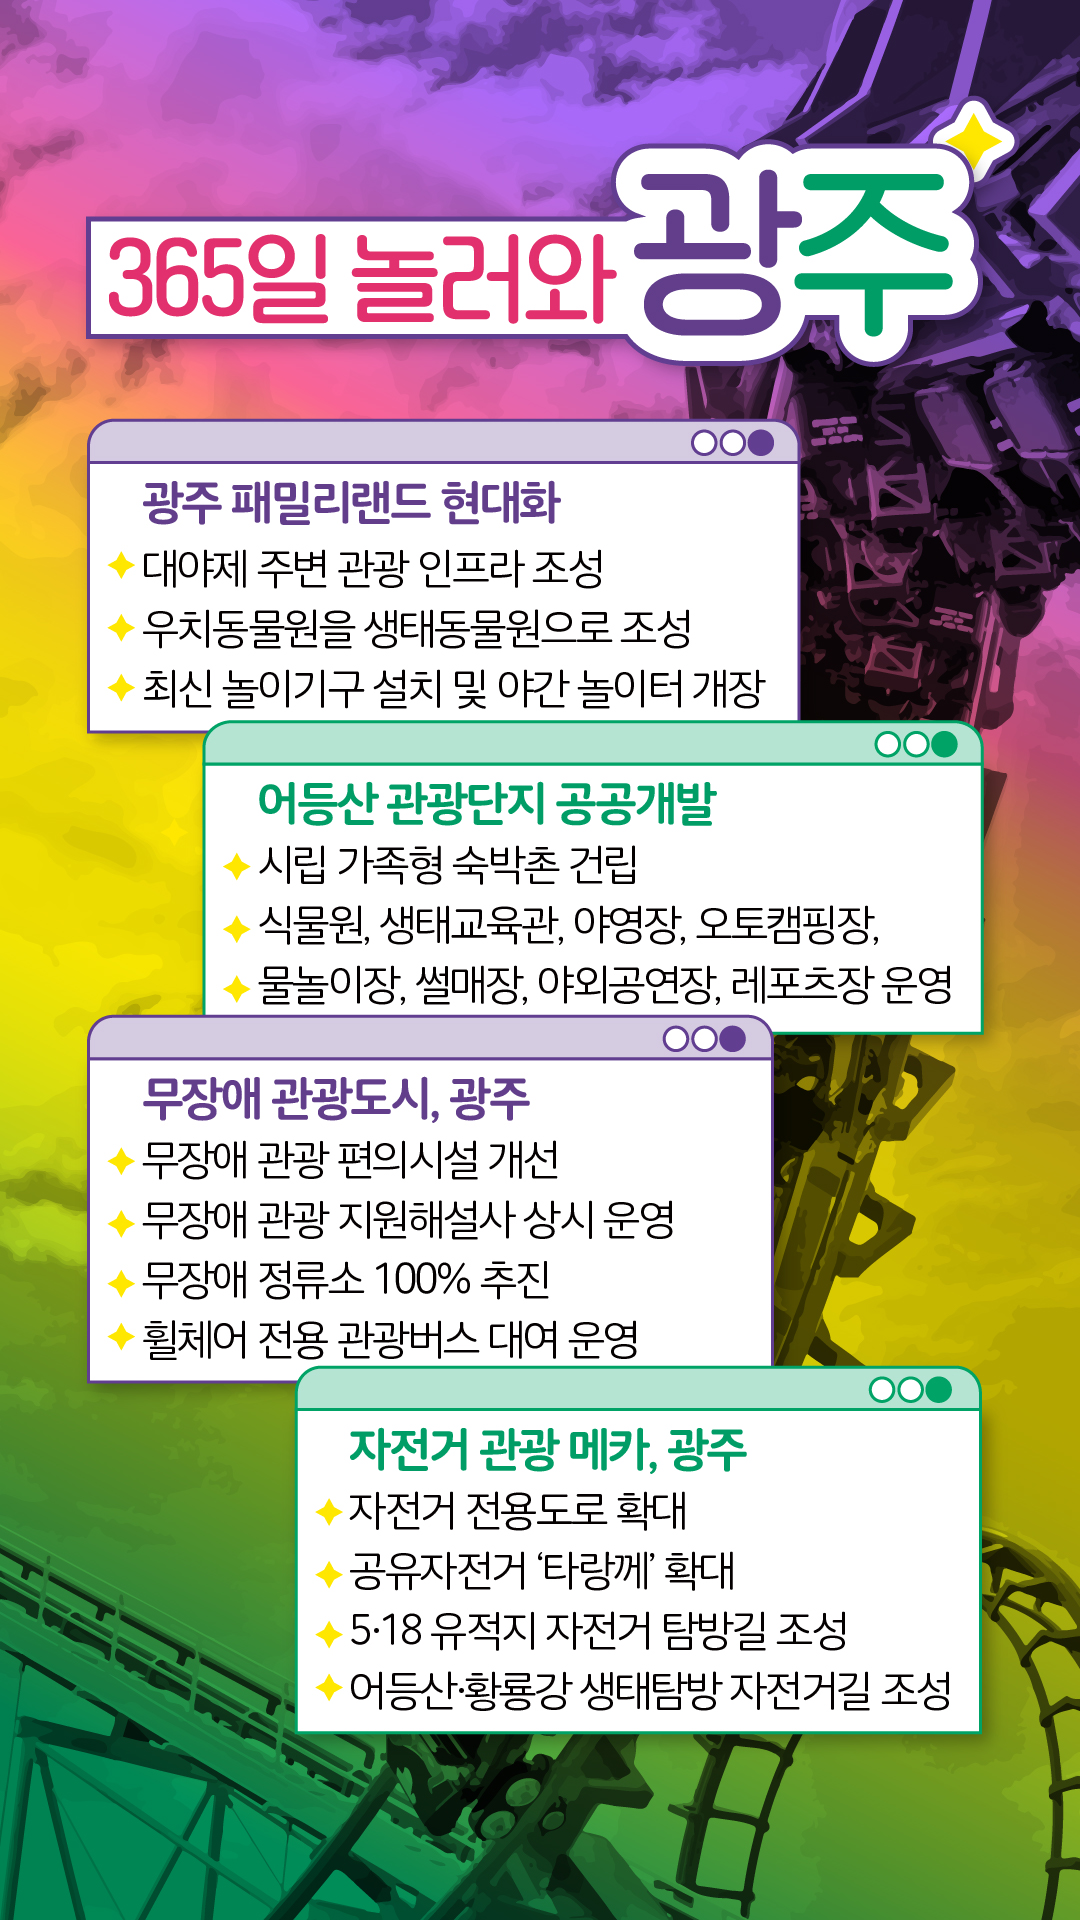 365일 놀러와 광주
광주 패밀리랜드 현대화
대야제 주변 관광 인프라 조성
우치동물원을 생태동물원으로 조성
최신 놀이기구 설치 및 야간 놀이터 개장
어등산 관광단지 공공개발
시립 가족형 숙박촌 건립
식물원, 생태교육관, 야영장, 오토캠핑장,
물놀이장, 썰매장, 야외공연장, 레포츠장 운영
무장애 관광도시, 광주
무장애 관광 편의시설 개선
무장애 관광 지원해설사 상시 운영
무장애 정류소 100% 추진
휠체어 전용 관광버스 대여 운영
자전거 관광 메카, 광주
자전거 전용도로 확대
공유자전거 ‘타랑께’ 확대
5·18 유적지 자전거 탐방길 조성
어등산·황룡강 생태탐방 자전거길 조성